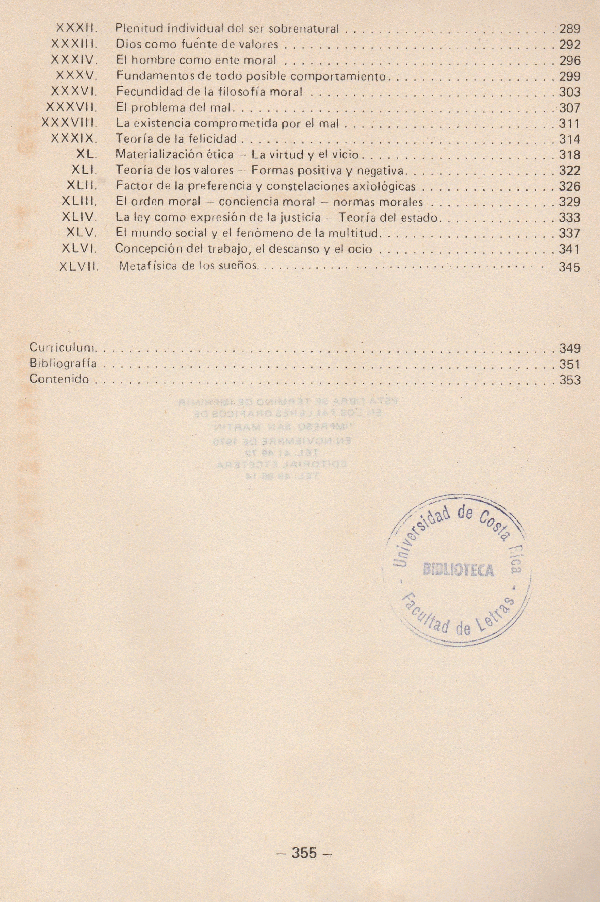 XXXII. Plenitud individual del ser sobrenatural . . . . . . . . . . . . . . . . . . . . . . . . . . 289
XXXIII. Dios como fuente de valores . . . . . . . . . . . . . . . . . . . . . . . . . . . . . . . . . . 292
XXXIV. El hombre como ente moral . . . . . . . . . . . . . . . . . . . . . . . . . . . . . . . . . . 296
XXXV. Fundamentos de todo posible comportamiento. . . . . . . . . . . . . . . . . . . . . 299
XXXVI. Fecundidad de la filosofía moral . . . . . . . . . . . . . . . . . . . . . . . . . . . . . . . 303
XXXVII. El problema del mal. . . . . . . . . . . . . . . . . . . . . . . . . . . . . . . . . . . . . . . . 307
XXXVIII. La existencia comprometida por el mal . . . . . . . . . . . . . . . . . . . . . . . . . . 311
XXXIX. Teoría de la felicidad . . . . . . . . . . . . . . . . . . . . . . . . . . . . . . . . . . . . . . . 314
XL. Materialización ética – La virtud y el vicio . . . . . . . . . . . . . . . . . . . . . . . . 318
XLI. Teoría de los valores – Formas positiva y negativa. . . . . . . . . . . . . . . . . . . 322
XLII. Factor de la preferencia y constelaciones axiológicas . . . . . . . . . . . . . . . . . 326
XLIII. El orden moral – conciencia moral – normas morales . . . . . . . . . . . . . . . . 329
XLIV. La ley como expresión de la justicia – Teoría del estado. . . . . . . . . . . . . . . 333
XLV. El mundo social y el fenómeno de la multitud. . . . . . . . . . . . . . . . . . . . . . 337
XLVI. Concepción del trabajo, el descanso y el ocio . . . . . . . . . . . . . . . . . . . . . . 341
XLVII. Metafísica de los sueños. . . . . . . . . . . . . . . . . . . . . . . . . . . . . . . . . . . . . 345
Curriculum. . . . . . . . . . . . . . . . . . . . . . . . . . . . . . . . . . . . . . . . . . . . . . . . . . . . 349
Bibliografía . . . . . . . . . . . . . . . . . . . . . . . . . . . . . . . . . . . . . . . . . . . . . . . . . . . 351
Contenido . . . . . . . . . . . . . . . . . . . . . . . . . . . . . . . . . . . . . . . . . . . . . . . . . . . . 353
Universidad de Costa Rica
BIBLIOTECA
Facultad de Letras
– 355 –